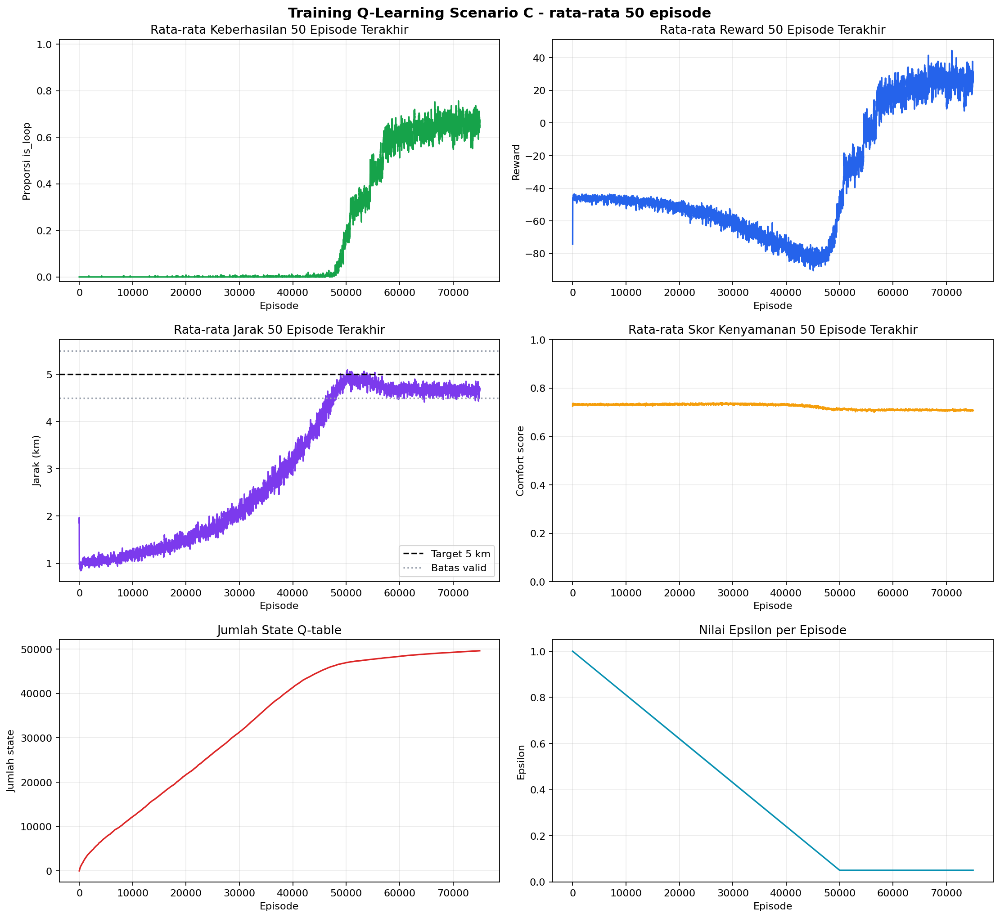 Training Q-Learning Scenario C - rata-rata 50 episode
Rata-rata Keberhasilan 50 Episode Terakhir
Proporsi is_loop
1.0
0.8
0.6
0.4
0.2
0.0
0 10000 20000 30000 40000 50000 60000 70000
Episode
Rata-rata Reward 50 Episode Terakhir
Reward
40
20
0
−20
−40
−60
−80
0 10000 20000 30000 40000 50000 60000 70000
Episode
Rata-rata Jarak 50 Episode Terakhir
Jarak (km)
5
4
3
2
1
Target 5 km
Batas valid
0 10000 20000 30000 40000 50000 60000 70000
Episode
Rata-rata Skor Kenyamanan 50 Episode Terakhir
Comfort score
1.0
0.8
0.6
0.4
0.2
0.0
0 10000 20000 30000 40000 50000 60000 70000
Episode
Jumlah State Q-table
Jumlah state
50000
40000
30000
20000
10000
0
0 10000 20000 30000 40000 50000 60000 70000
Episode
Nilai Epsilon per Episode
Epsilon
1.0
0.8
0.6
0.4
0.2
0.0
0 10000 20000 30000 40000 50000 60000 70000
Episode